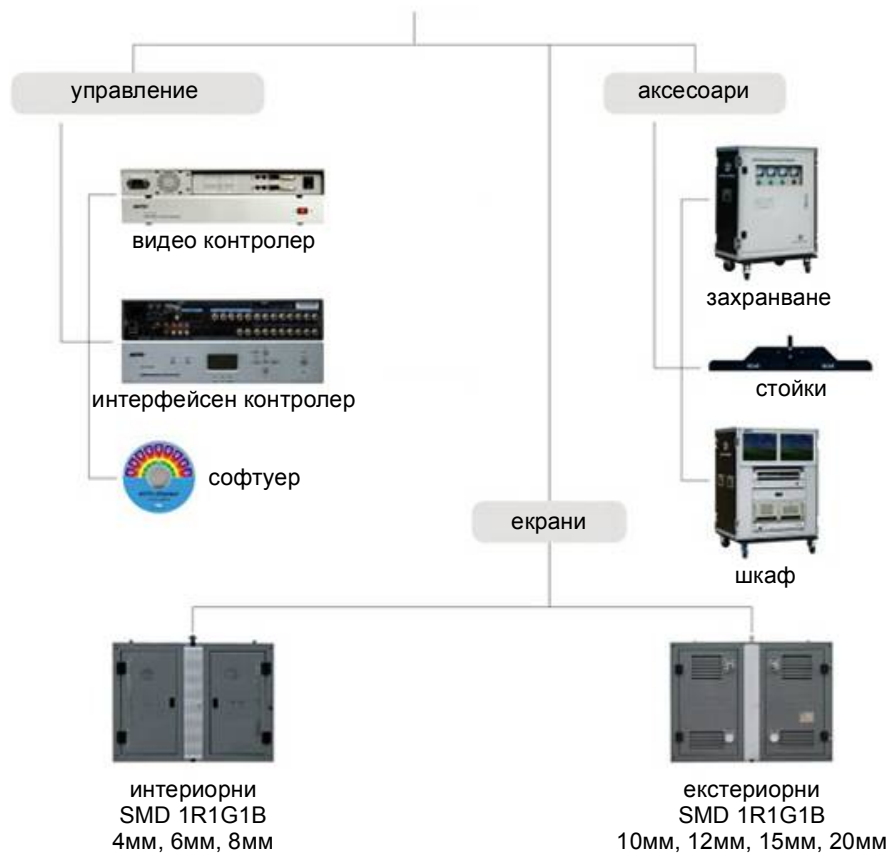 управление
аксесоари
видео контролер
захранване
интерфейсен контролер
стойки
софтуер
екрани
шкаф
интериорни
SMD 1R1G1B
4мм, 6мм, 8мм
екстериорни
SMD 1R1G1B
10мм, 12мм, 15мм, 20мм